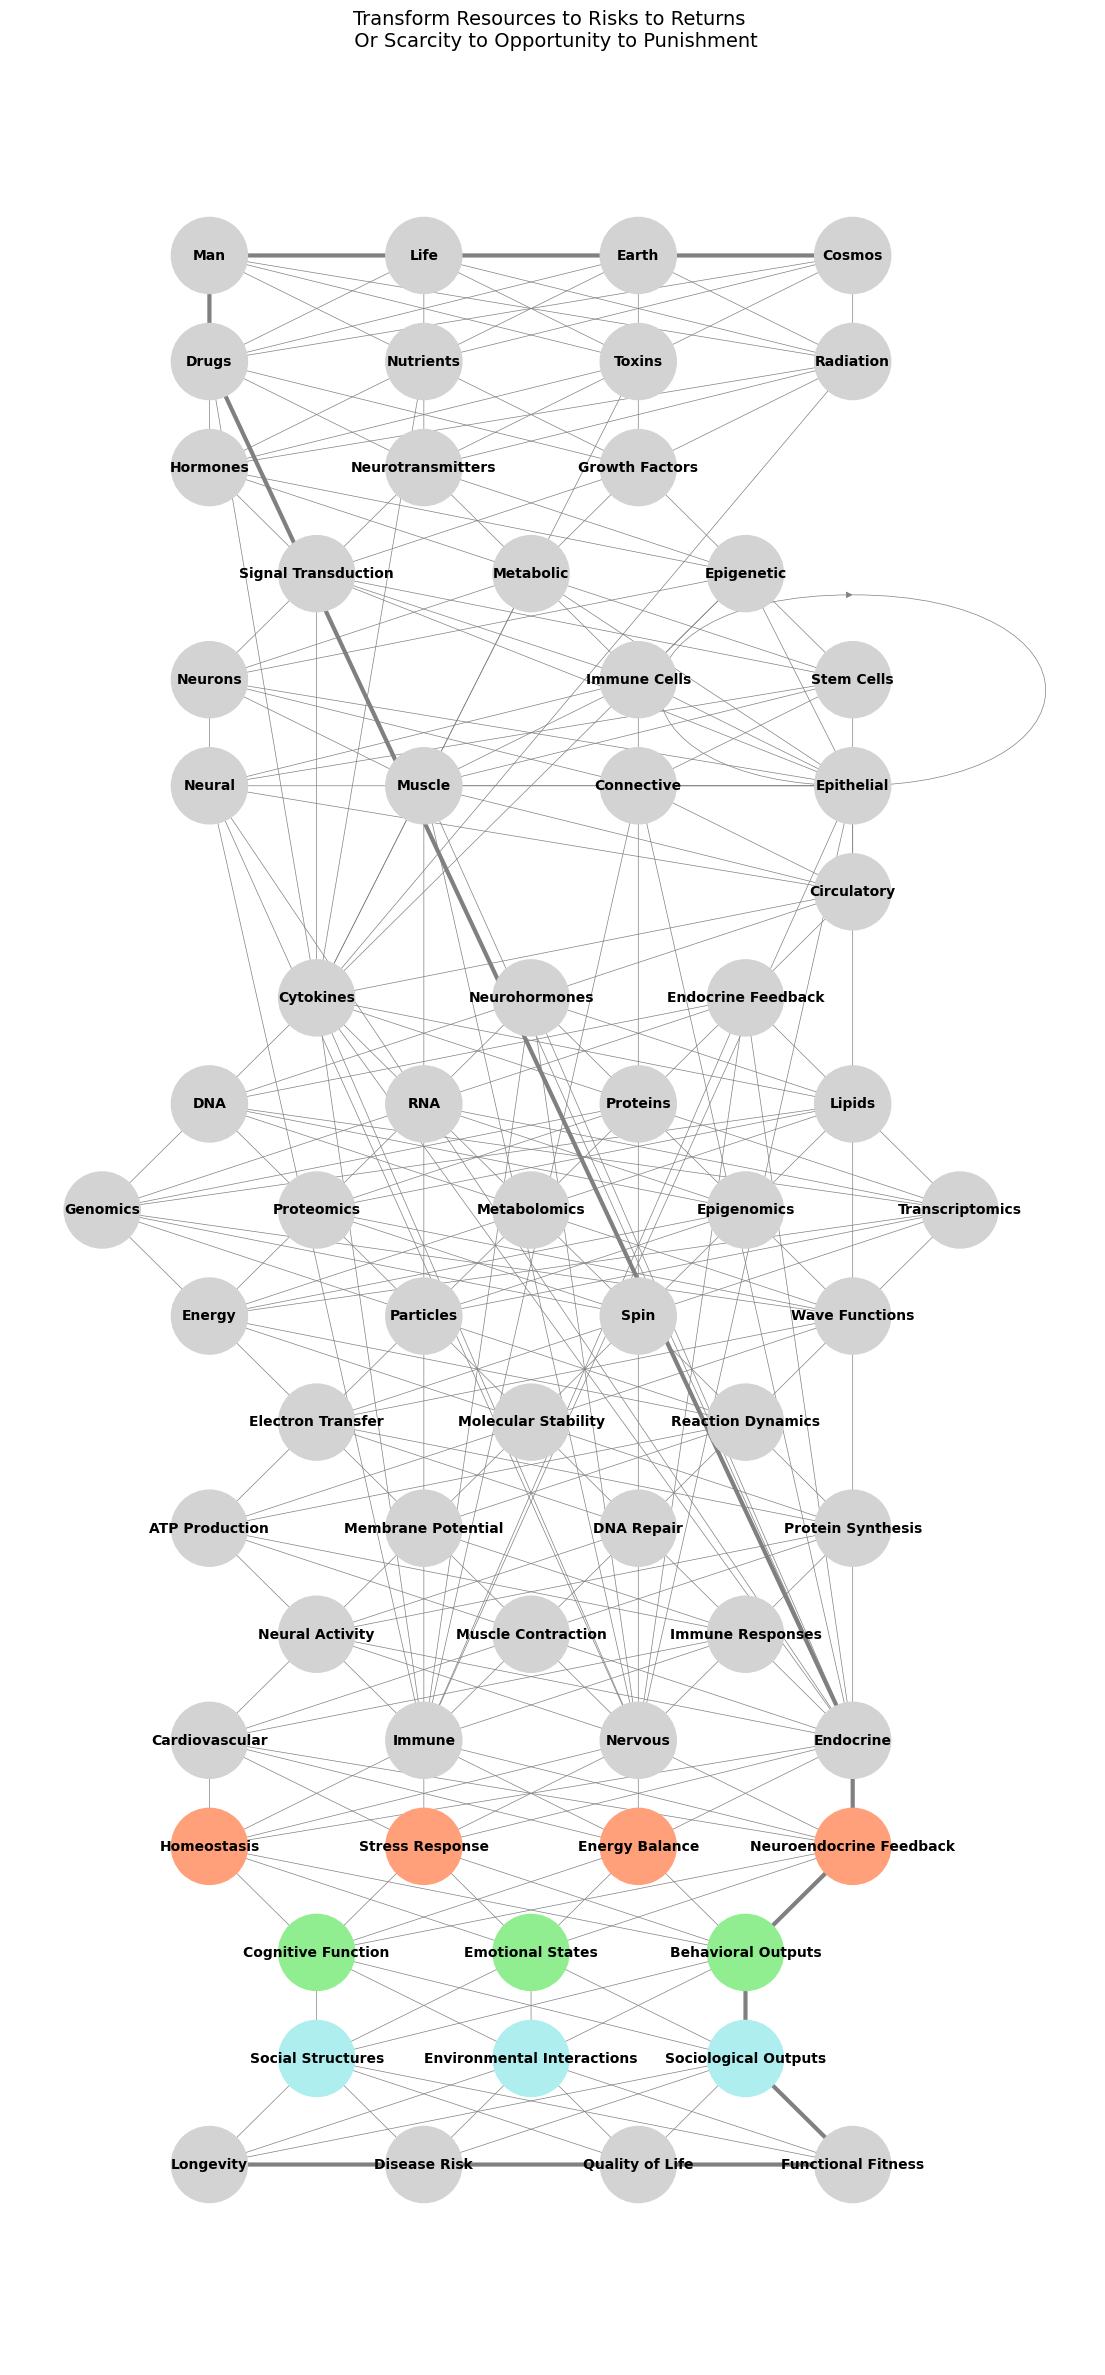 Transform Resources to Risks to Returns
Or Scarcity to Opportunity to Punishment
Man Life Earth Cosmos
Drugs Nutrients Toxins Radiation
Hormones Neurotransmitters Growth Factors
Signal Transduction Metabolic Epigenetic
Neurons Immune Cells Stem Cells
Neural Muscle Connective Epithelial
Circulatory
Cytokines Neurohormones Endocrine Feedback
DNA RNA Proteins Lipids
Genomics Proteomics Metabolomics Epigenomics Transcriptomics
Energy Particles Spin Wave Functions
Electron Transfer Molecular Stability Reaction Dynamics
ATP Production Membrane Potential DNA Repair Protein Synthesis
Neural Activity Muscle Contraction Immune Responses
Cardiovascular Immune Nervous Endocrine
Homeostasis Stress Response Energy Balance Neuroendocrine Feedback
Cognitive Function Emotional States Behavioral Outputs
Social Structures Environmental Interactions Sociological Outputs
Longevity Disease Risk Quality of Life Functional Fitness